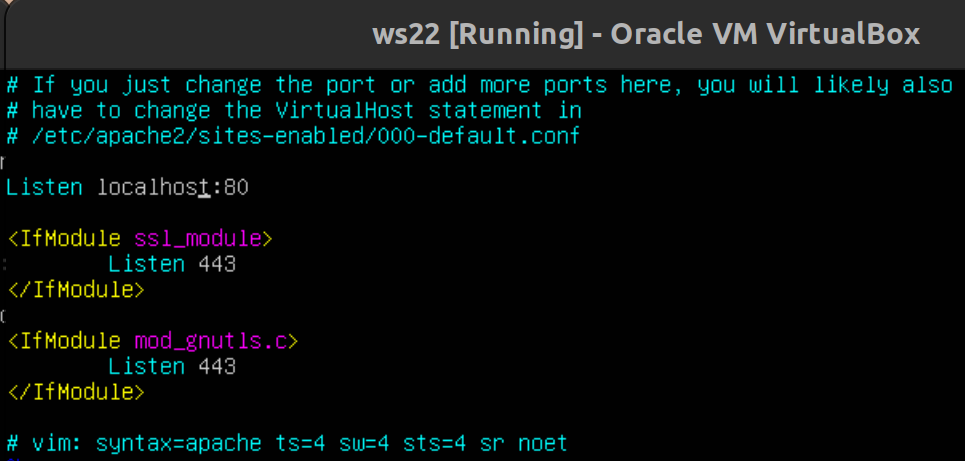 ws22 [Running] - Oracle VM VirtualBox
# If you just change the port or add more ports here, you will likely also
# have to change the VirtualHost statement in
# /etc/apache2/sites-enabled/000-default.conf
Listen localhost:80
<IfModule ssl_module>
        Listen 443
</IfModule>
<IfModule mod_gnutls.c>
        Listen 443
</IfModule>
# vim: syntax=apache ts=4 sw=4 sts=4 sr noet